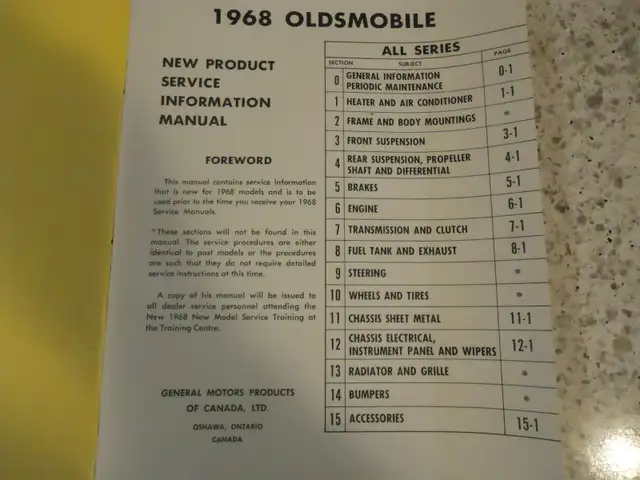 1968 OLDSMOBILE
NEW PRODUCT
SERVICE
INFORMATION
MANUAL
FOREWORD
This manual contains service information
that is new for 1968 models and is to be
used prior to the time you receive your 1968
Service Manuals.
*These sections will not be found in this
manual. The service procedures are either
identical to past models or the procedures
are such that they do not require detailed
service instructions at this time.
A copy of his manual will be issued to
all dealer service personnel attending the
New 1968 New Model Service Training at
the Training Centre.
GENERAL MOTORS PRODUCTS
OF CANADA, LTD.
OSHAWA, ONTARIO
CANADA
ALL SERIES
SECTION SUBJECT PAGE
0 GENERAL INFORMATION
PERIODIC MAINTENANCE 0-1
1 HEATER AND AIR CONDITIONER 1-1
2 FRAME AND BODY MOUNTINGS *
3 FRONT SUSPENSION 3-1
4 REAR SUSPENSION, PROPELLER
SHAFT AND DIFFERENTIAL 4-1
5 BRAKES 5-1
6 ENGINE 6-1
7 TRANSMISSION AND CLUTCH 7-1
8 FUEL TANK AND EXHAUST 8-1
9 STEERING *
10 WHEELS AND TIRES *
11 CHASSIS SHEET METAL 11-1
12 CHASSIS ELECTRICAL,
INSTRUMENT PANEL AND WIPERS 12-1
13 RADIATOR AND GRILLE *
14 BUMPERS *
15 ACCESSORIES 15-1